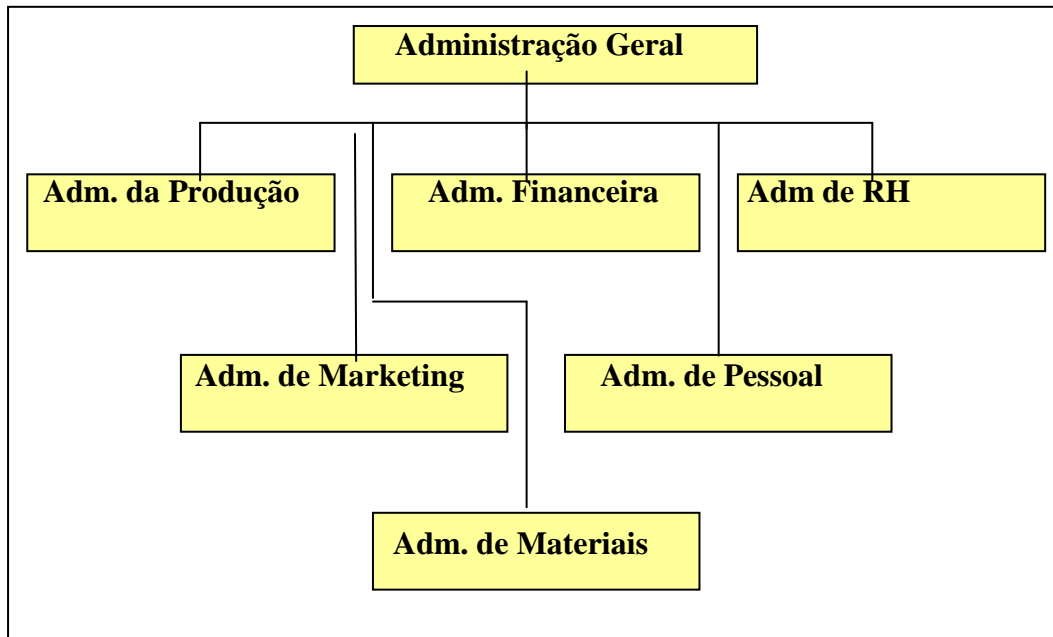 Administração Geral
Adm. da Produção
Adm. Financeira
Adm de RH
Adm. de Marketing
Adm. de Pessoal
Adm. de Materiais